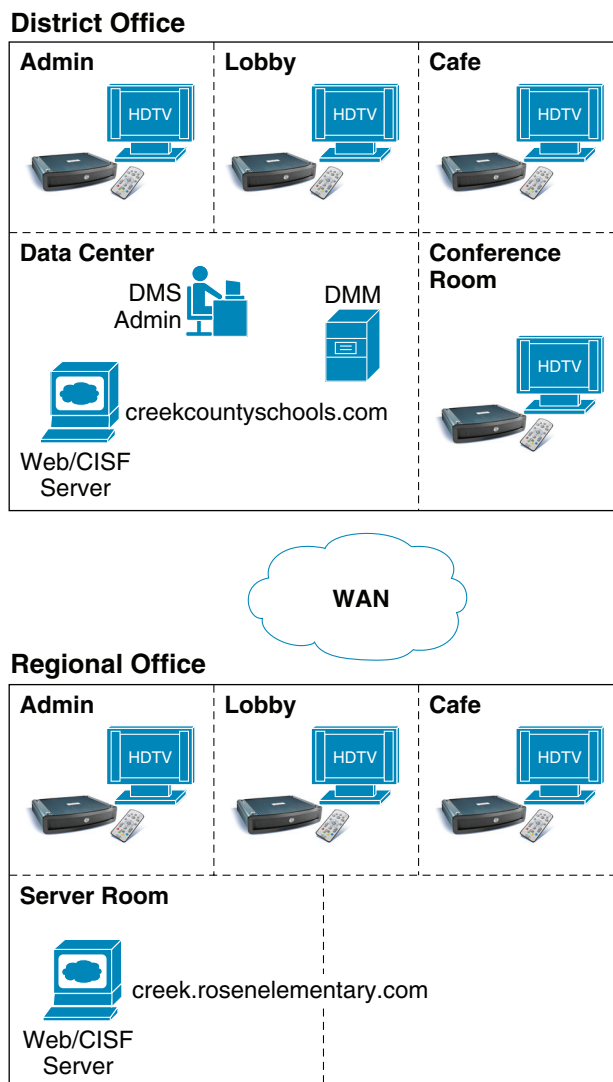 District Office
Admin
Lobby
Cafe
HDTV
HDTV
HDTV
Data Center
Conference
Room
DMS
Admin
DMM
HDTV
creekcountyschools.com
Web/CISF
Server
WAN
Regional Office
Admin
Lobby
Cafe
HDTV
HDTV
HDTV
Server Room
creek.rosenelementary.com
Web/CISF
Server